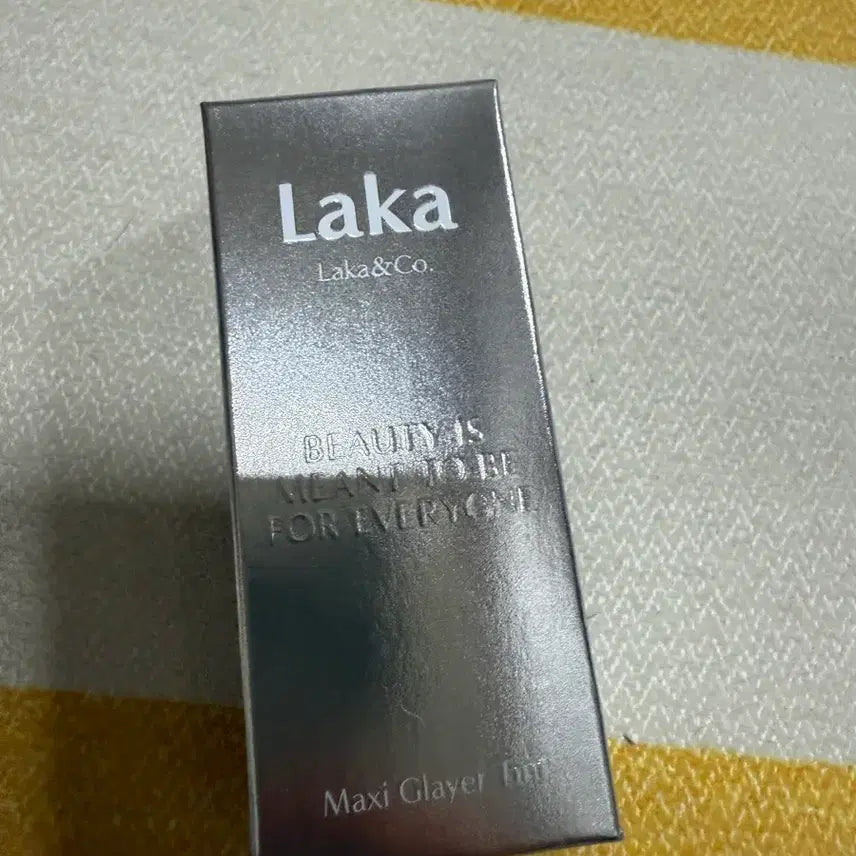 Laka
Laka&Co.
BEAUTY IS
MEANT TO BE
FOR EVERYONE
Maxi Glayer Tint